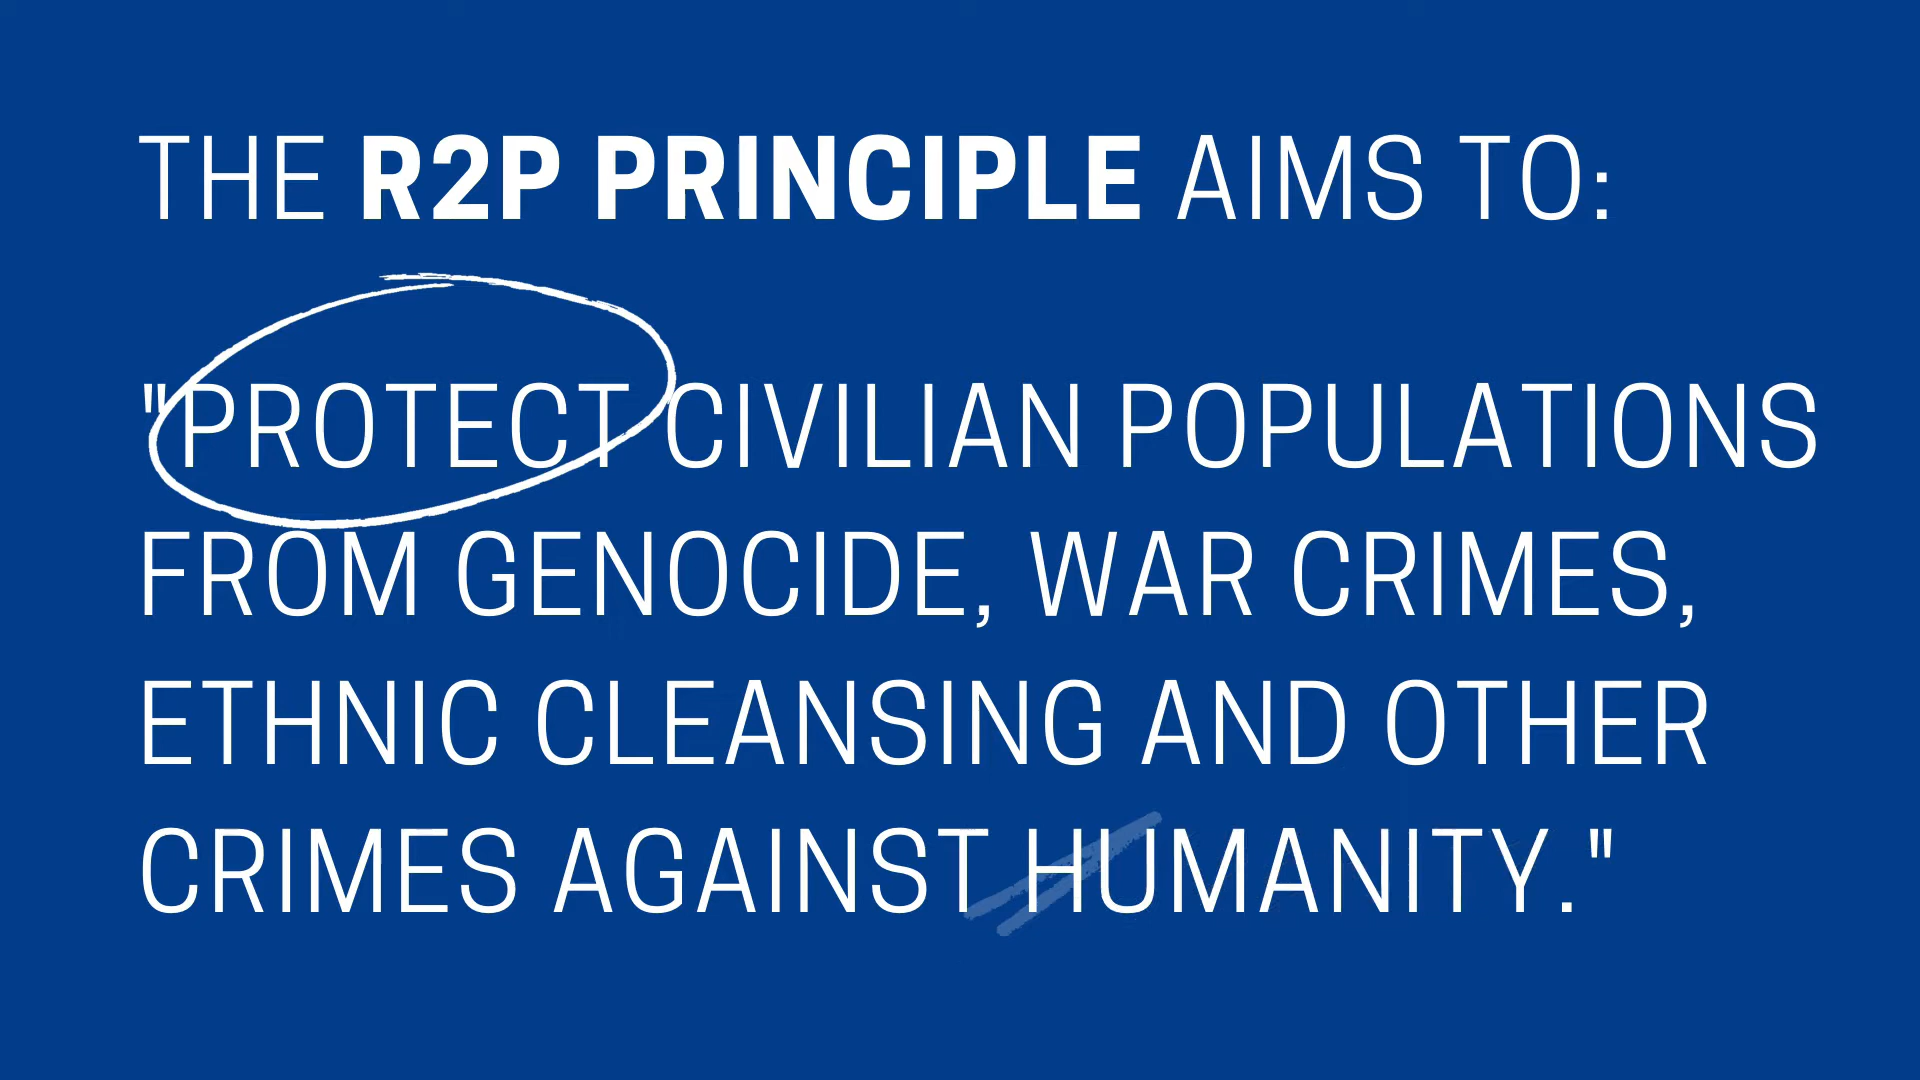 THE R2P PRINCIPLE AIMS TO:
"PROTECT CIVILIAN POPULATIONS
FROM GENOCIDE, WAR CRIMES,
ETHNIC CLEANSING AND OTHER
CRIMES AGAINST HUMANITY."